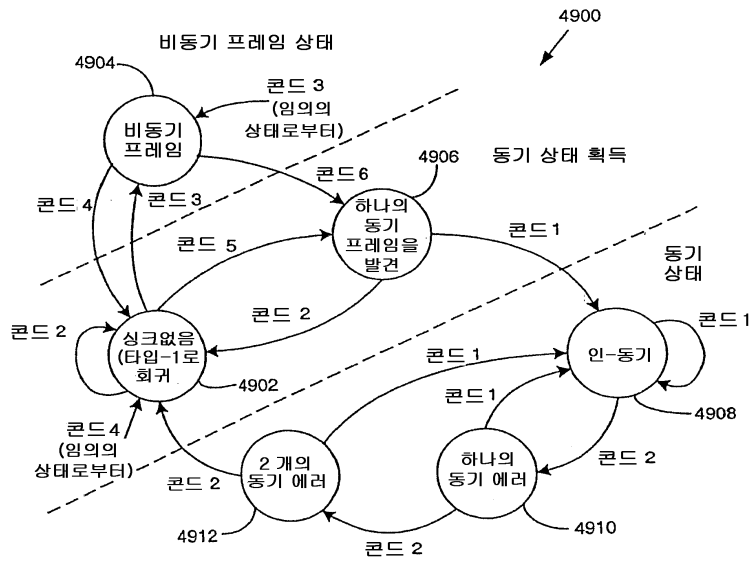 4900
비동기 프레임 상태
4904
콘드 3
(임의의
상태로부터)
비동기
프레임
콘드6
4906
동기 상태 획득
콘드 4
콘드3
하나의
동기
프레임을
발견
콘드 5
콘드1
동기
상태
콘드 2
콘드 2
싱크없음
(타입-1로
회귀
4902
콘드1
인-동기
콘드1
콘드1
4908
콘드4
(임의의
상태로부터)
콘드 2
2 개의
동기 에러
하나의
동기 에러
콘드 2
4912
4910
콘드 2